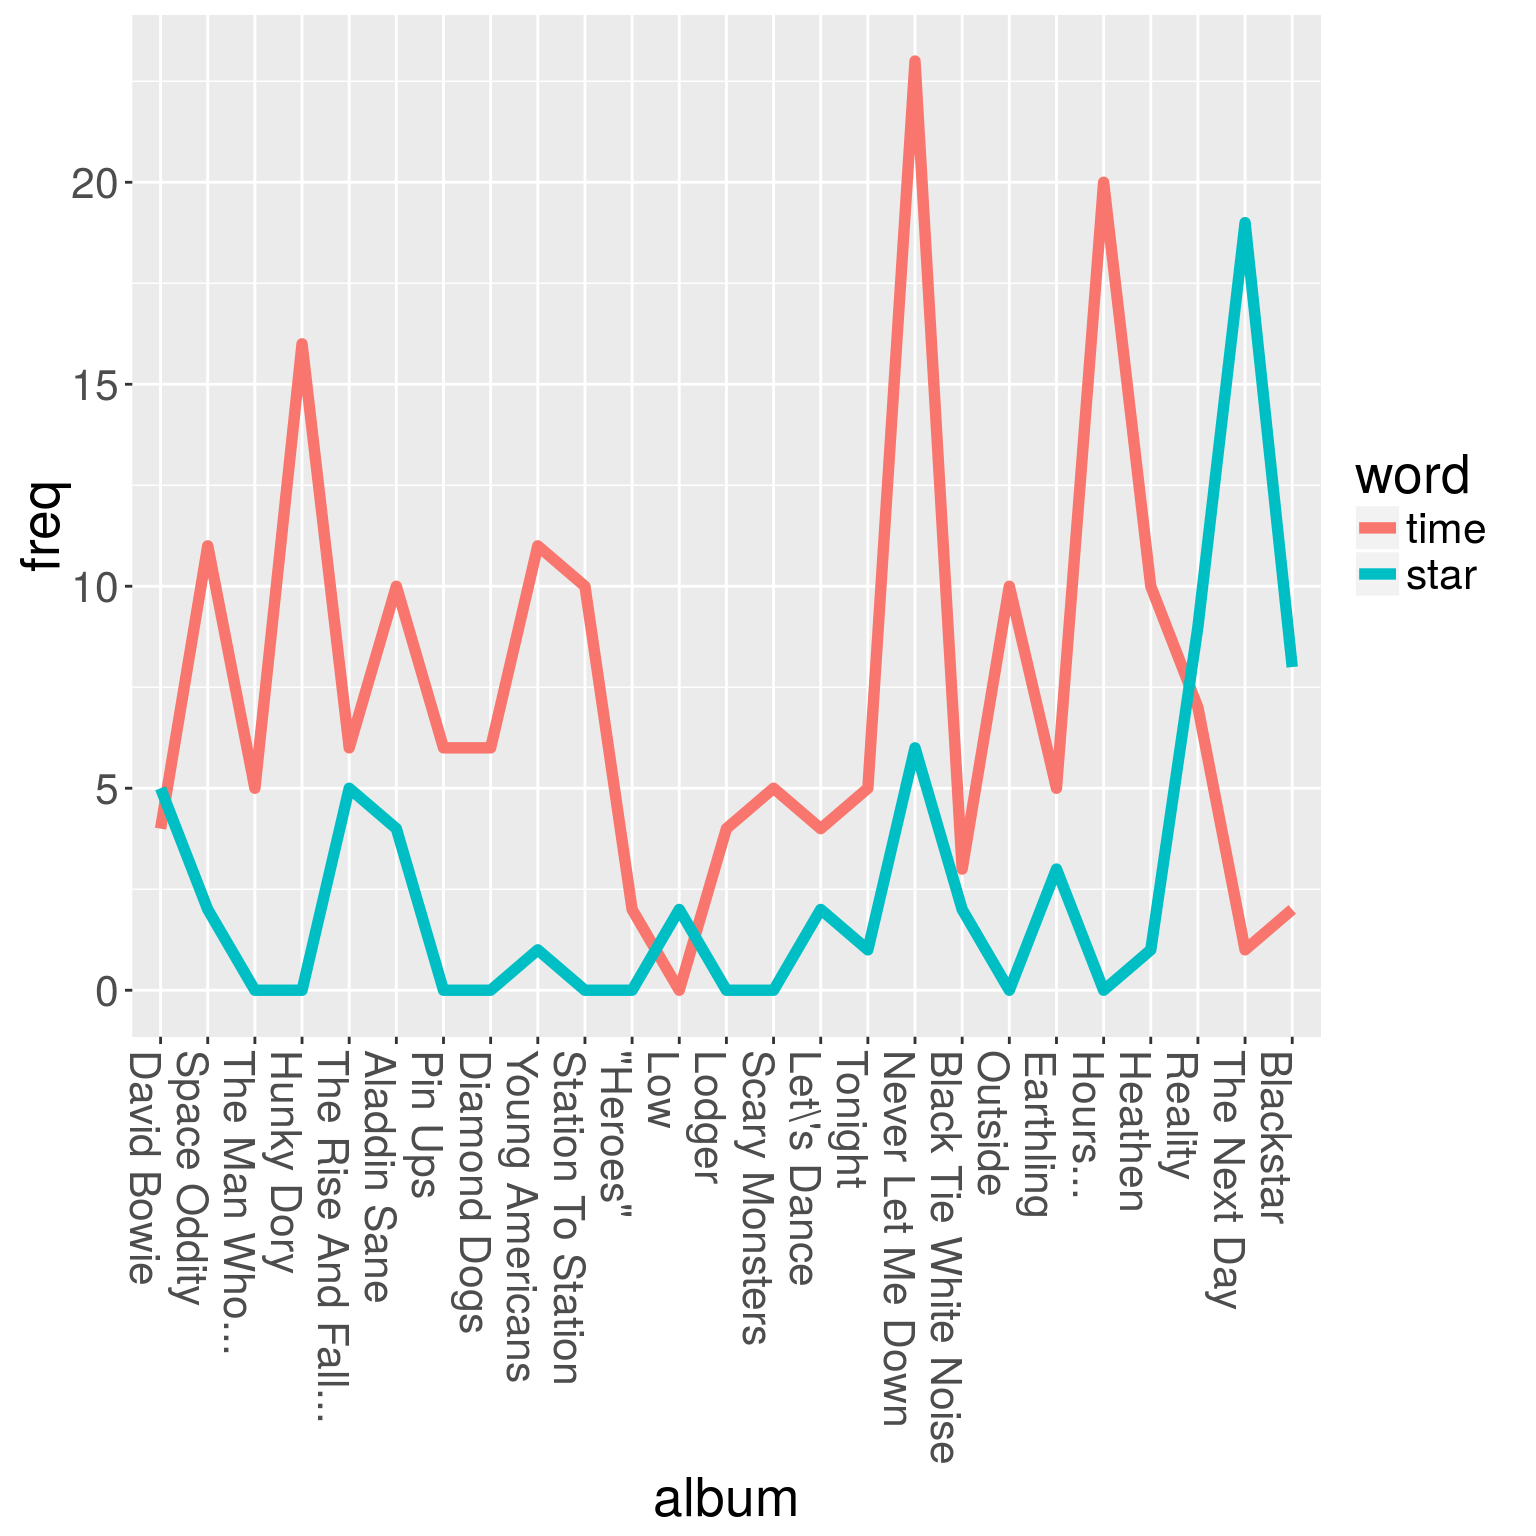 freq
20
15
10
5
0
David Bowie
Space Oddity
The Man Who...
Hunky Dory
The Rise And Fall...
Aladdin Sane
Pin Ups
Diamond Dogs
Young Americans
Station To Station
"Heroes"
Low
Lodger
Scary Monsters
Let\'s Dance
Tonight
Never Let Me Down
Black Tie White Noise
Outside
Earthling
Hours...
Heathen
Reality
The Next Day
Blackstar
album
word
time
star